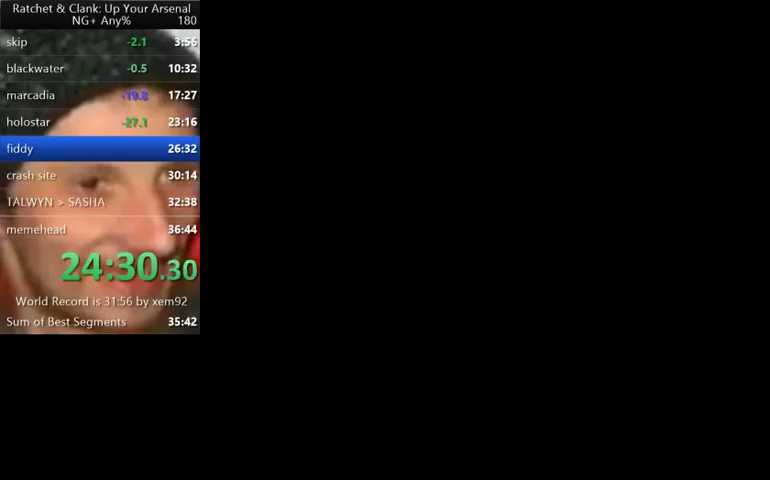 Ratchet & Clank: Up Your Arsenal
NG+ Any% 180
skip -2.1 3:56
blackwater -0.5 10:32
marcadia -19.8 17:27
holostar -27.1 23:16
fiddy 26:32
crash site 30:14
TALWYN > SASHA 32:38
memehead 36:44
24:30.30
World Record is 31:56 by xem92
Sum of Best Segments 35:42